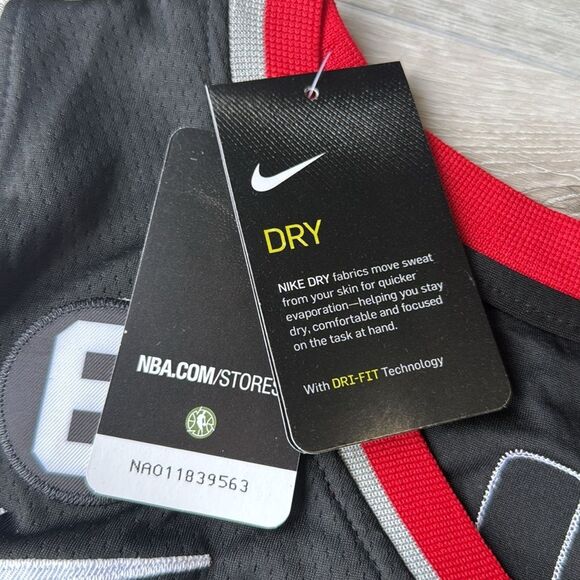 DRY
NIKE DRY fabrics move sweat
from your skin for quicker
evaporation—helping you stay
dry, comfortable and focused
on the task at hand.
With DRI-FIT Technology
NBA.COM/STORES
NA011839563
6